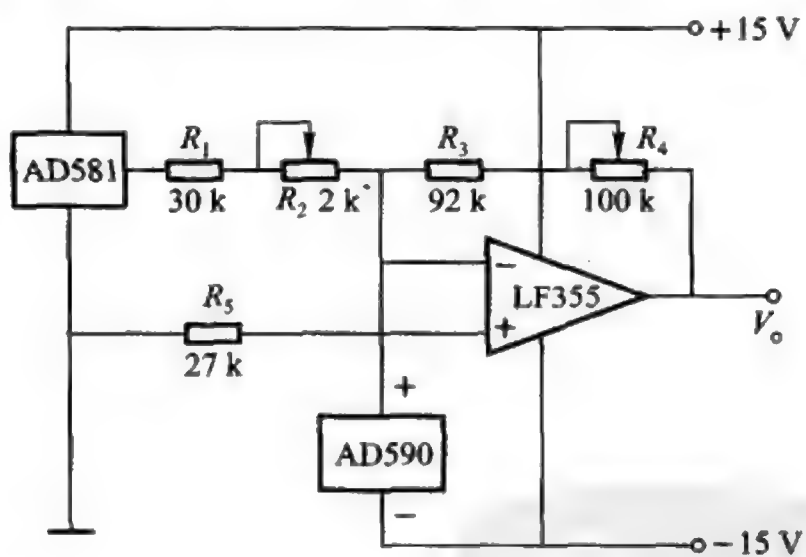 +15 V
R₁ R₂ 2 k R₃ R₄
AD581
30 k 92 k 100 k
LF355
−
+
R₅
27 k
Vₒ
+
AD590
−
−15 V